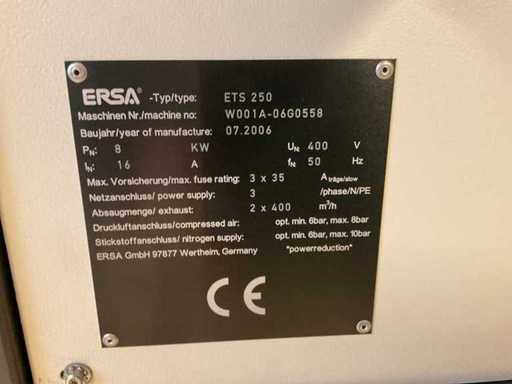 ERSA® -Typ/type: ETS 250
Maschinen Nr./machine no: W001A-06G0558
Baujahr/year of manufacture: 07.2006
PN: 8 KW UN: 400 V
IN: 16 A fN: 50 Hz
Max. Vorsicherung/max. fuse rating: 3 x 35 A träge/slow
Netzanschluss/ power supply: 3 /phase/N/PE
Absaugmenge/ exhaust: 2 x 400 m³/h
Druckluftanschluss/compressed air: opt. min. 6bar, max. 8bar
Stickstoffanschluss/ nitrogen supply: opt. min. 6bar, max. 10bar
ERSA GmbH 97877 Wertheim, Germany "powerreduction"
CE